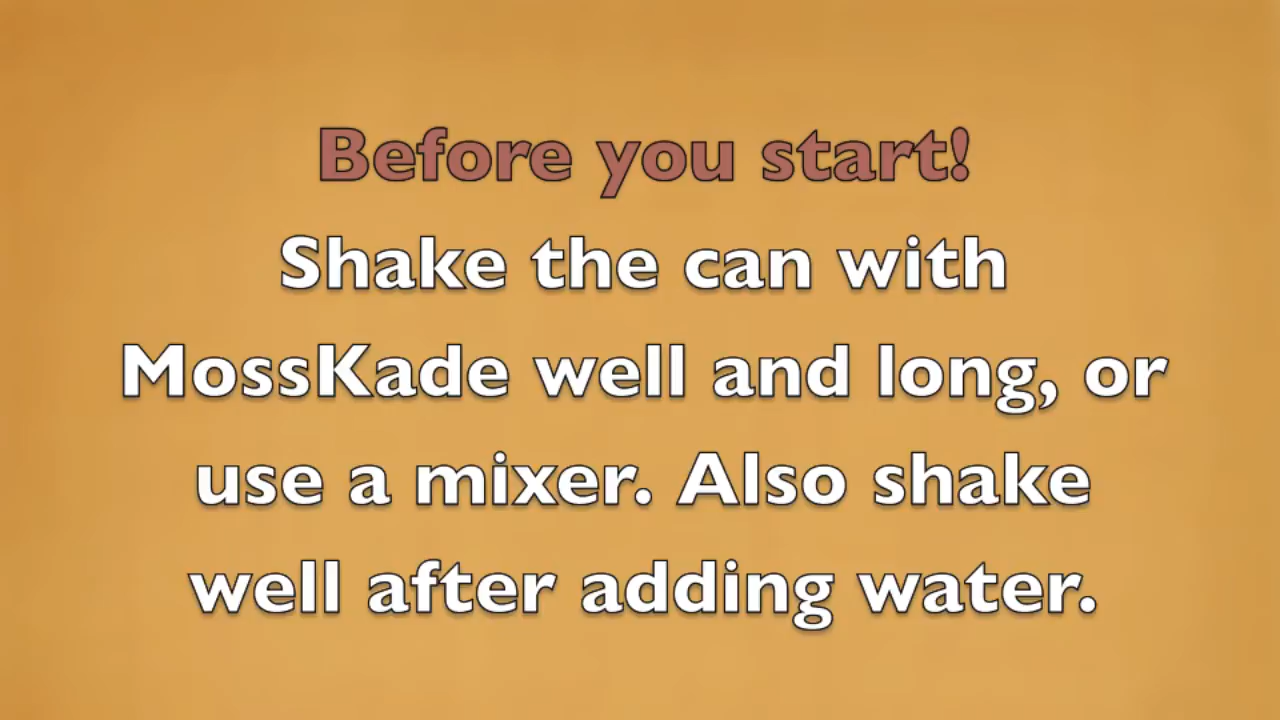 Before you start!
Shake the can with
MossKade well and long, or
use a mixer. Also shake
well after adding water.